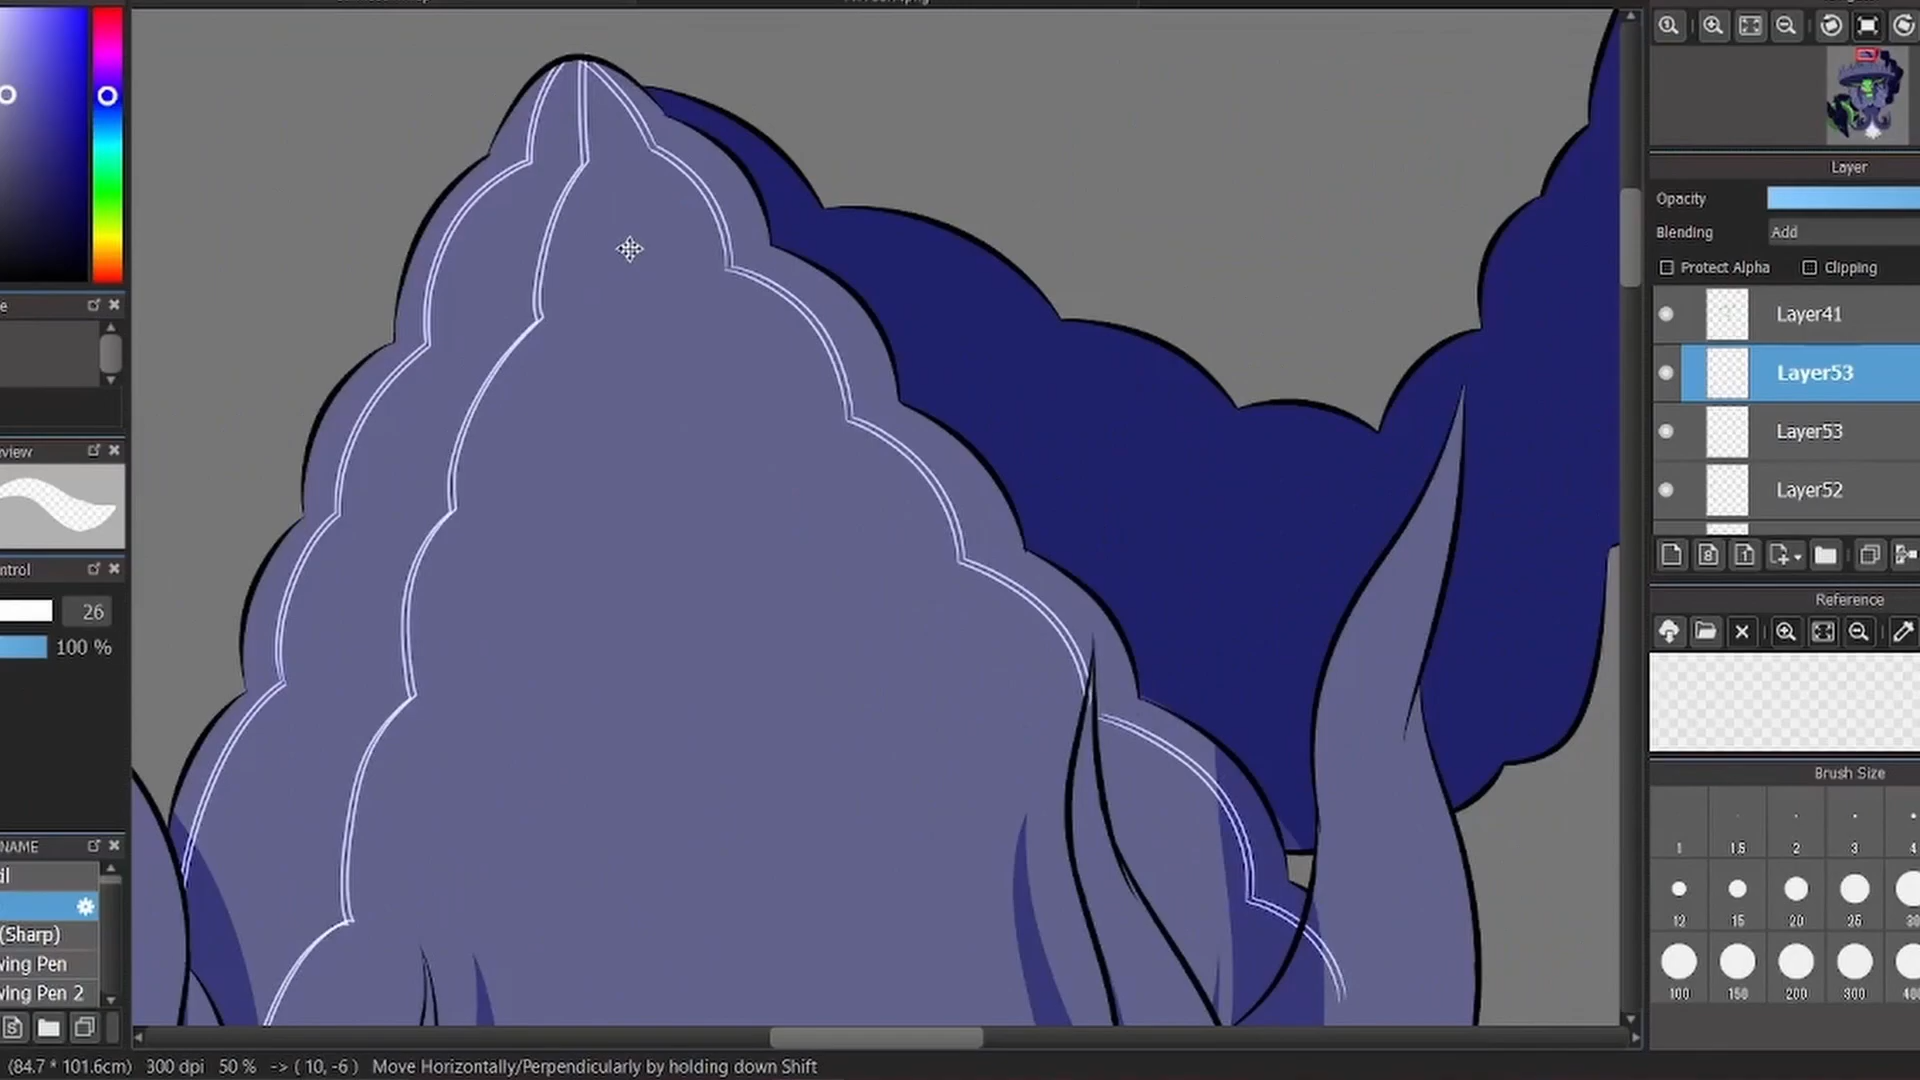 Layer
Opacity
Blending Add
Protect Alpha Clipping
Layer41
Layer53
Layer53
Layer52
view
ntrol
26
100 %
Reference
Brush Size
1 1.5 2 3 4
12 15 20 25
100 150 200 300
NAME
(Sharp)
wing Pen
wing Pen 2
(84.7 * 101.6cm) 300 dpi 50 % -> ( 10, -6 ) Move Horizontally/Perpendicularly by holding down Shift